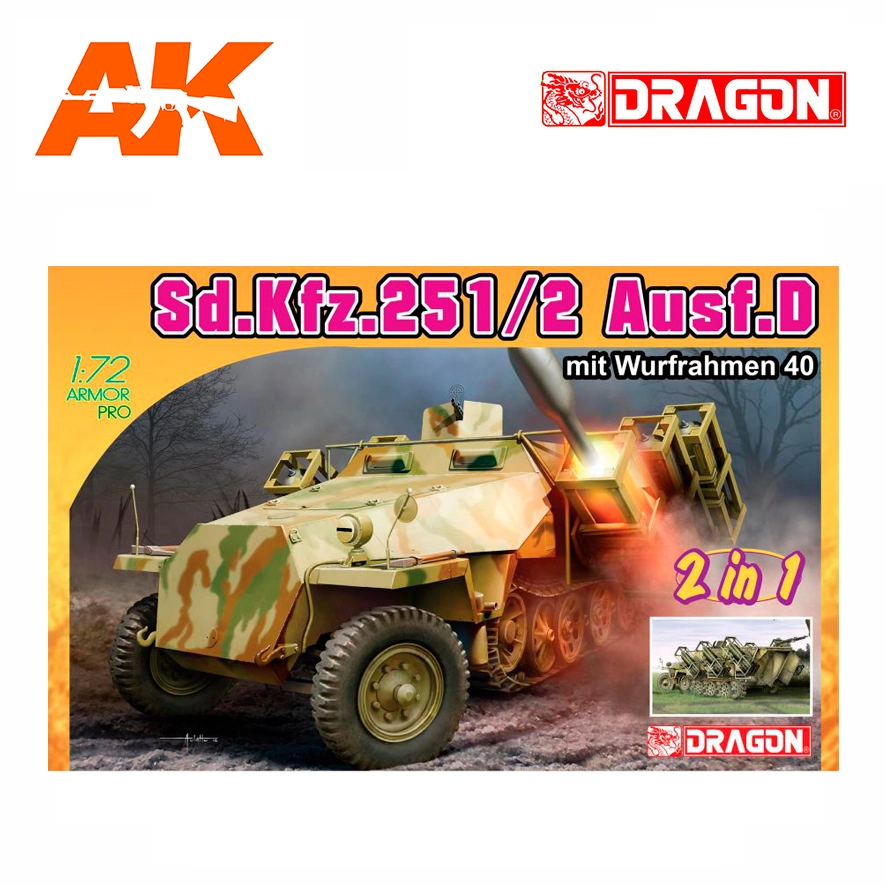 AK
DRAGON®
Sd.Kfz.251/2 Ausf.D
mit Wurfrahmen 40
1:72
ARMOR
PRO
2 in 1
DRAGON